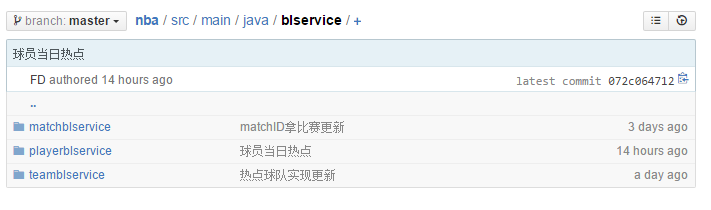 branch: master nba / src / main / java / blservice / +
球员当日热点
FD authored 14 hours ago latest commit 072c064712
..
matchblservice matchID拿比赛更新 3 days ago
playerblservice 球员当日热点 14 hours ago
teamblservice 热点球队实现更新 a day ago